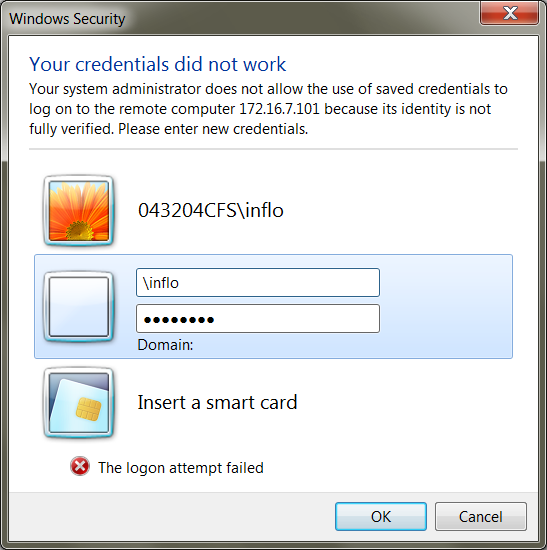 Windows Security
Your credentials did not work
Your system administrator does not allow the use of saved credentials to
log on to the remote computer 172.16.7.101 because its identity is not
fully verified. Please enter new credentials.
043204CFS\inflo
\inflo
●●●●●●●●
Domain:
Insert a smart card
The logon attempt failed
OK
Cancel